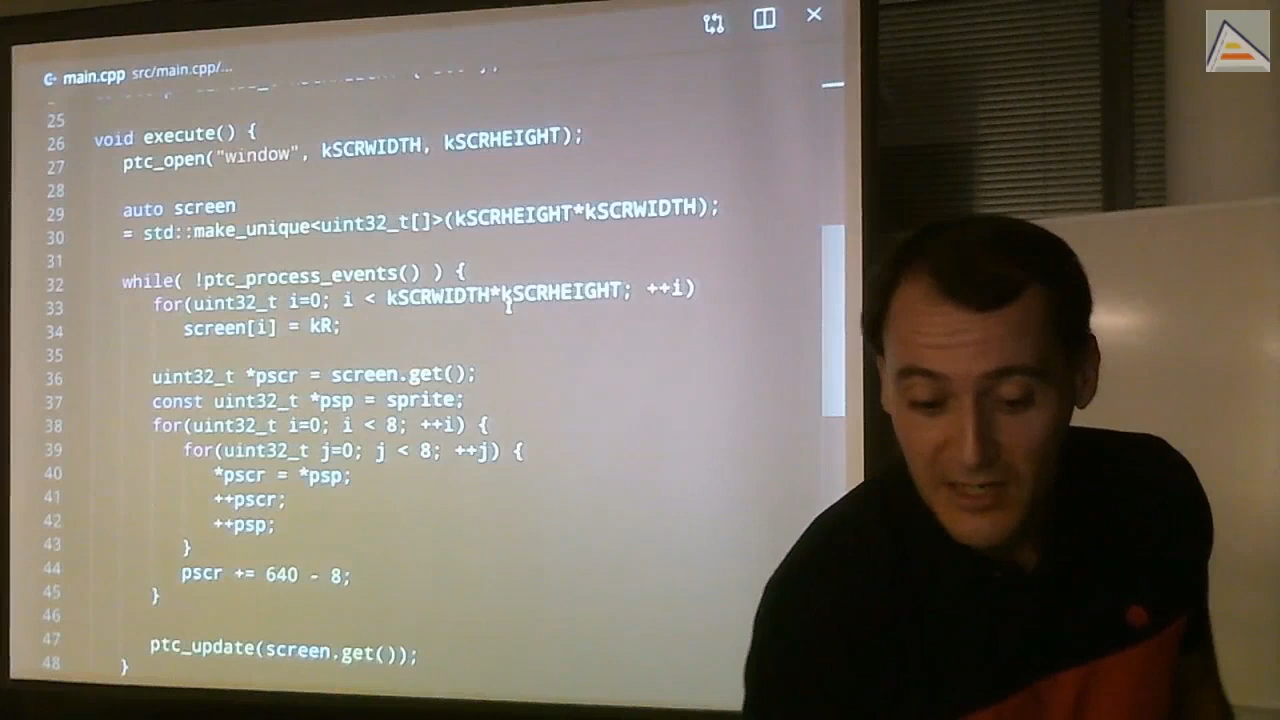 main.cpp src/main.cpp/...
25
26 void execute() {
27 ptc_open("window", kSCRWIDTH, kSCRHEIGHT);
28
29 auto screen
30 = std::make_unique<uint32_t[]>(kSCRHEIGHT*kSCRWIDTH);
31
32 while( !ptc_process_events() ) {
33 for(uint32_t i=0; i < kSCRWIDTH*kSCRHEIGHT; ++i)
34 screen[i] = kR;
35
36 uint32_t *pscr = screen.get();
37 const uint32_t *psp = sprite;
38 for(uint32_t i=0; i < 8; ++i) {
39 for(uint32_t j=0; j < 8; ++j) {
40 *pscr = *psp;
41 ++pscr;
42 ++psp;
43 }
44 pscr += 640 - 8;
45 }
46
47 ptc_update(screen.get());
48 }